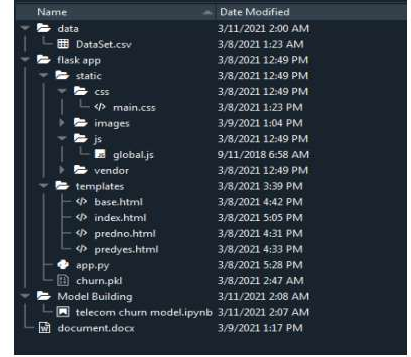 Name Date Modified
data 3/11/2021 2:00 AM
DataSet.csv 3/8/2021 1:23 AM
flask app 3/8/2021 12:49 PM
static 3/8/2021 12:49 PM
css 3/8/2021 12:49 PM
main.css 3/8/2021 1:23 PM
images 3/9/2021 1:04 PM
js 3/8/2021 12:49 PM
global.js 9/11/2018 6:58 AM
vendor 3/8/2021 12:49 PM
templates 3/8/2021 3:39 PM
base.html 3/8/2021 4:42 PM
index.html 3/8/2021 5:05 PM
predno.html 3/8/2021 4:31 PM
predyes.html 3/8/2021 4:33 PM
app.py 3/8/2021 5:28 PM
churn.pkl 3/8/2021 2:47 AM
Model Building 3/11/2021 2:08 AM
telecom churn model.ipynb 3/11/2021 2:07 AM
document.docx 3/9/2021 1:17 PM